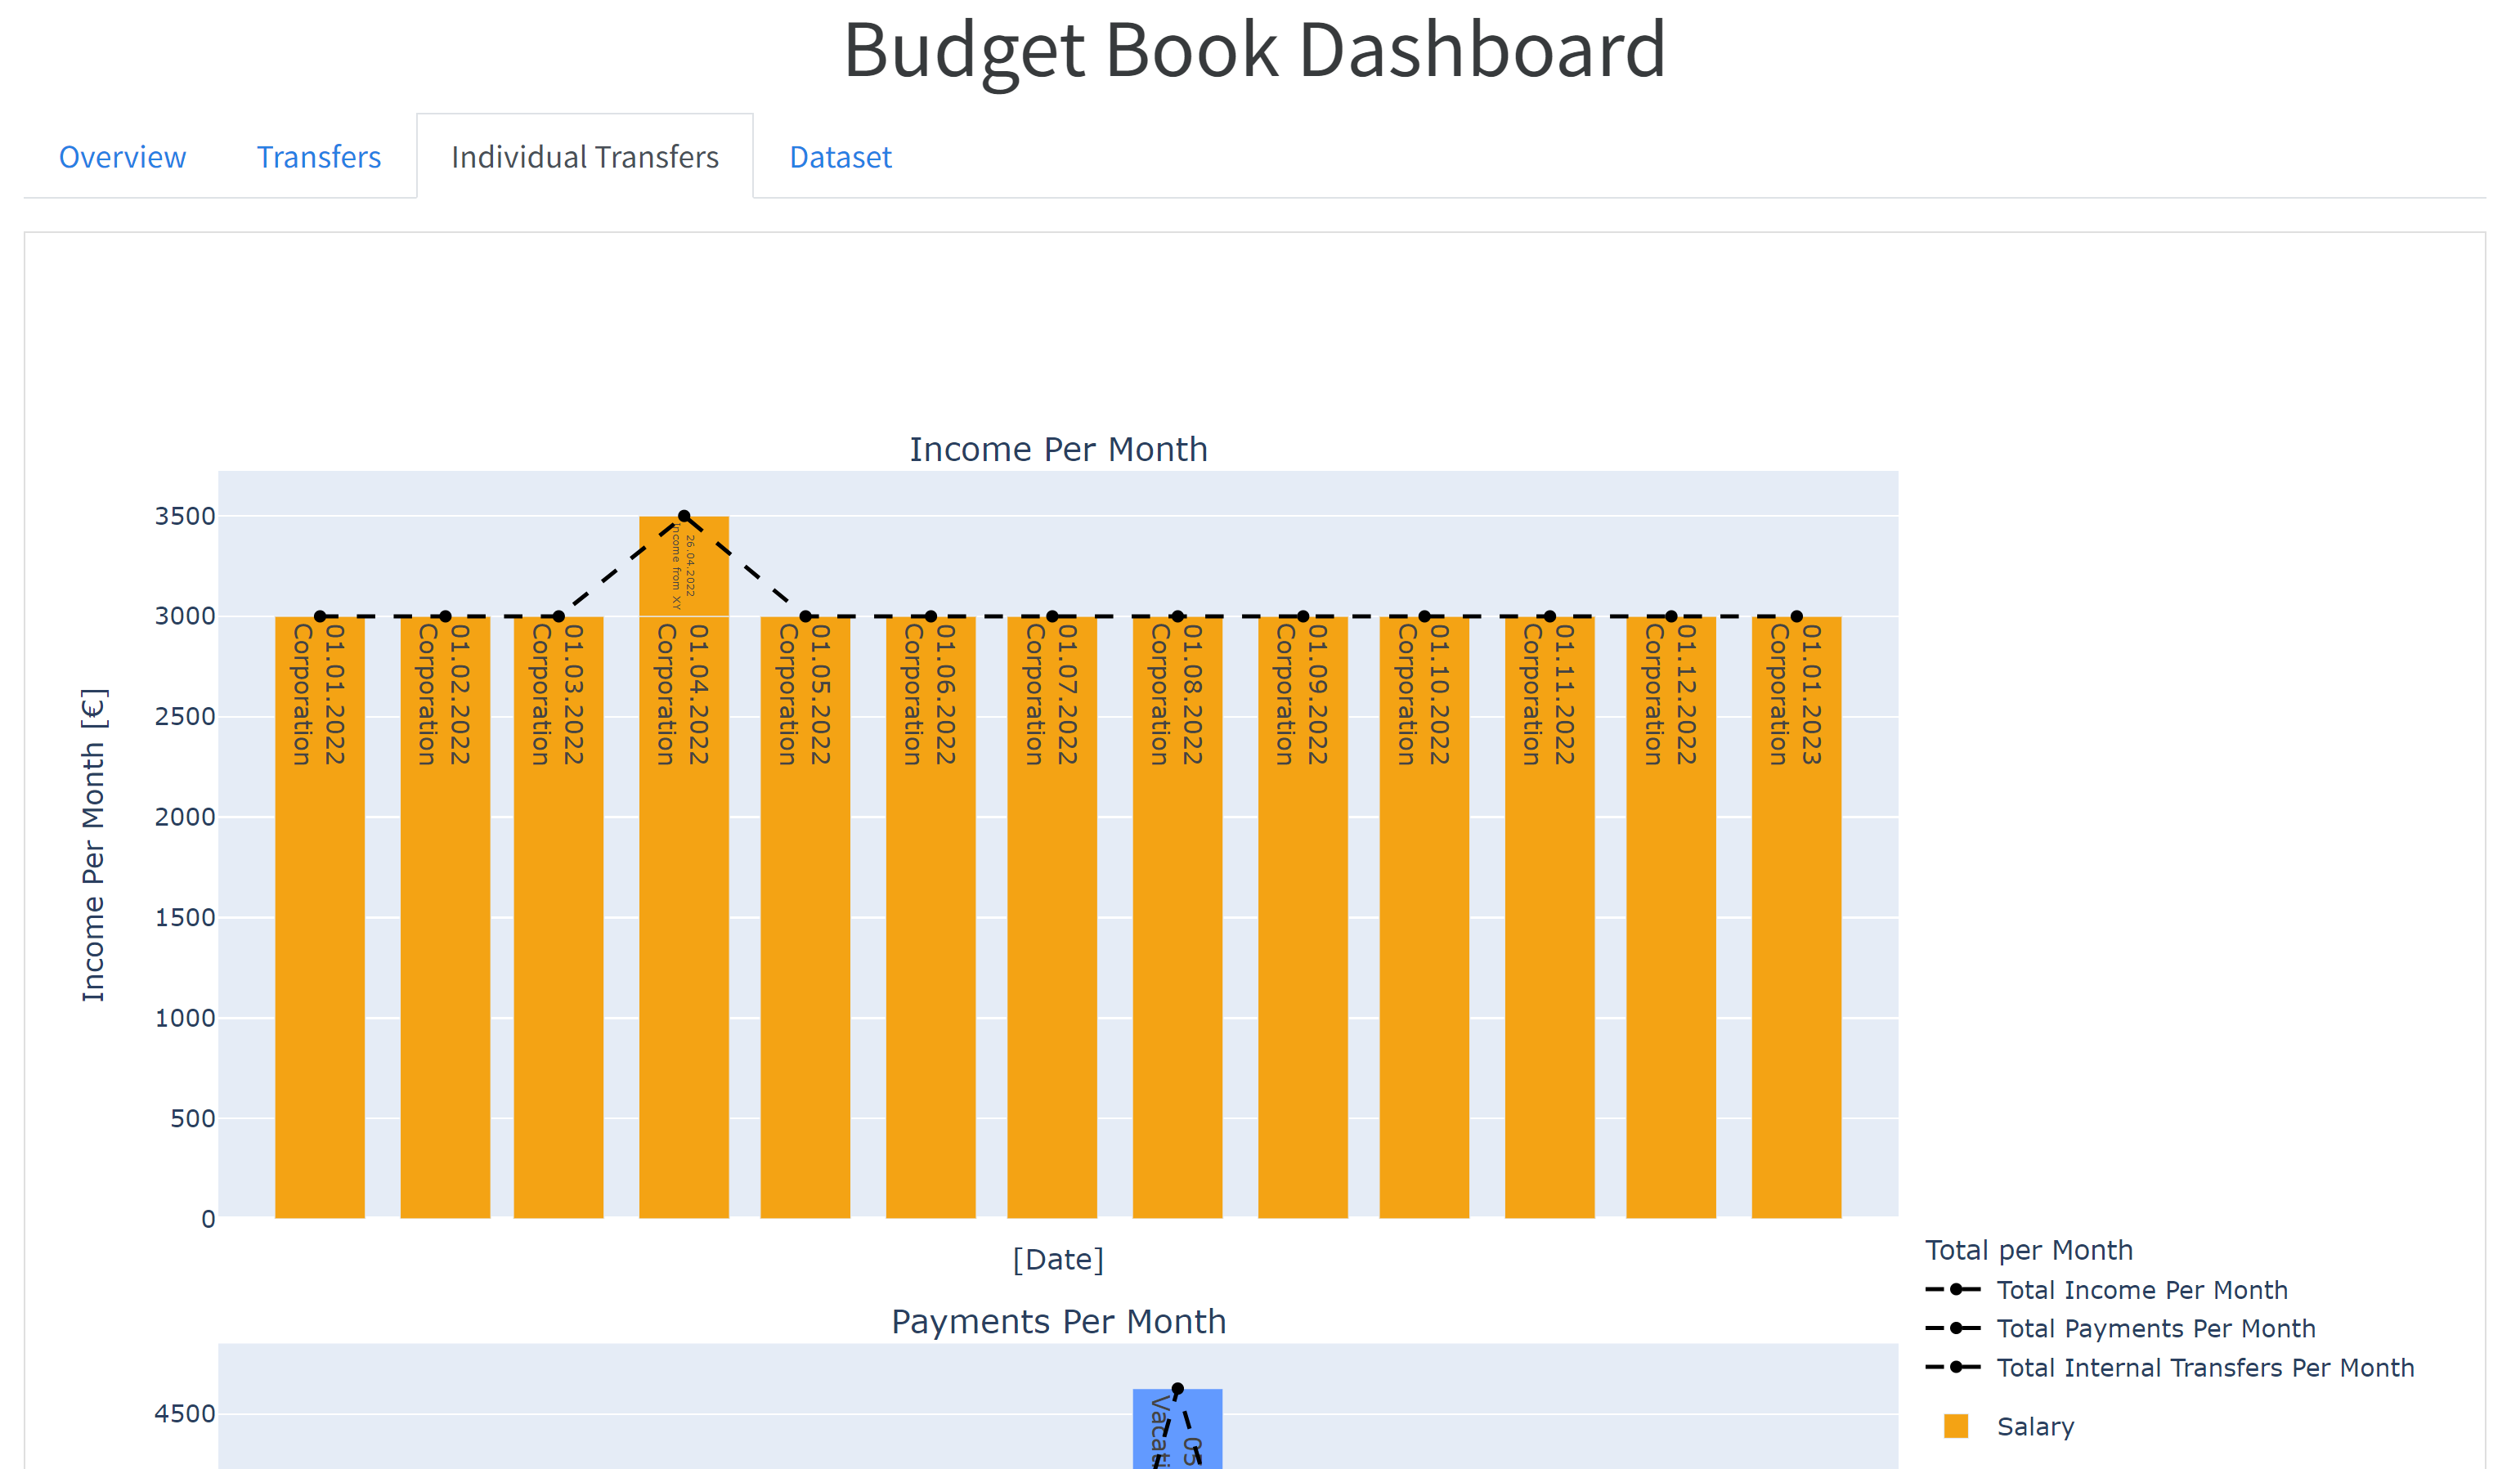 Budget Book Dashboard
Overview
Transfers
Individual Transfers
Dataset
Income Per Month
Income Per Month [€]
3500
3000
2500
2000
1500
1000
500
0
01.01.2022
Corporation
01.02.2022
Corporation
01.03.2022
Corporation
26.04.2022
Income from XY
01.04.2022
Corporation
01.05.2022
Corporation
01.06.2022
Corporation
01.07.2022
Corporation
01.08.2022
Corporation
01.09.2022
Corporation
01.10.2022
Corporation
01.11.2022
Corporation
01.12.2022
Corporation
01.01.2023
Corporation
[Date]
Total per Month
Total Income Per Month
Total Payments Per Month
Total Internal Transfers Per Month
Salary
Payments Per Month
4500